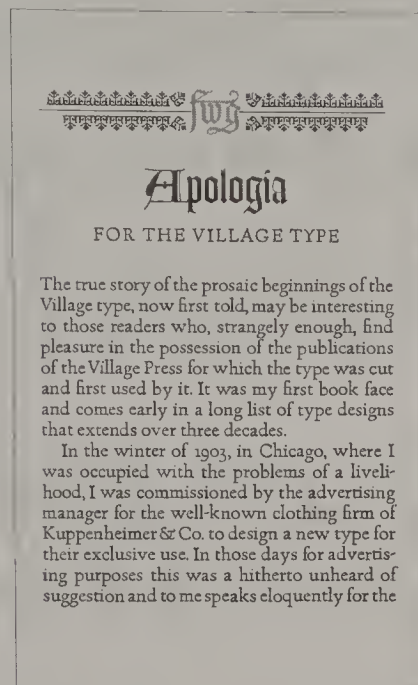 fwg
Apologia
FOR THE VILLAGE TYPE
The true story of the prosaic beginnings of the
Village type, now first told, may be interesting
to those readers who, strangely enough, find
pleasure in the possession of the publications
of the Village Press for which the type was cut
and first used by it. It was my first book face
and comes early in a long list of type designs
that extends over three decades.
In the winter of 1903, in Chicago, where I
was occupied with the problems of a liveli-
hood, I was commissioned by the advertising
manager for the well-known clothing firm of
Kuppenheimer & Co. to design a new type for
their exclusive use. In those days for advertis-
ing purposes this was a hitherto unheard of
suggestion and to me speaks eloquently for the